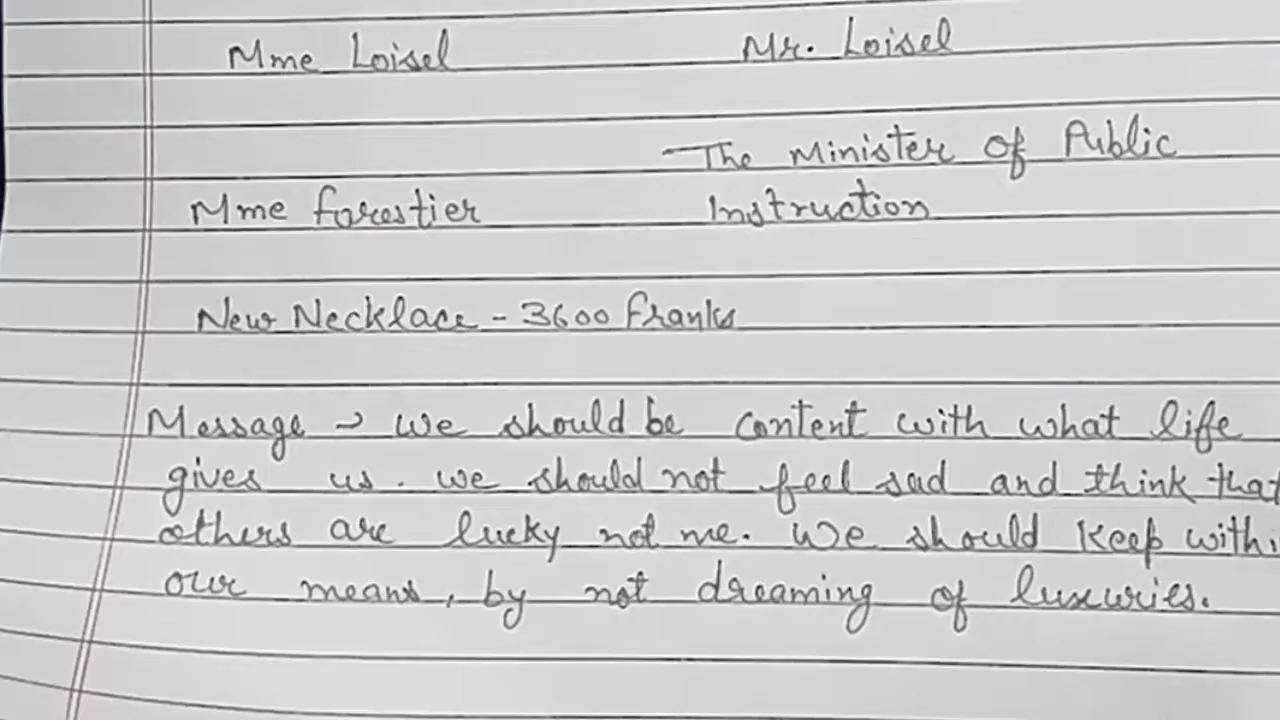 Mme Loisel Mr. Loisel
The Minister of Public
Mme forestier Instruction
New Necklace - 3600 franks
Message → we should be content with what life
gives us. we should not feel sad and think that
others are lucky not me. We should keep withi
our means, by not dreaming of luxuries.